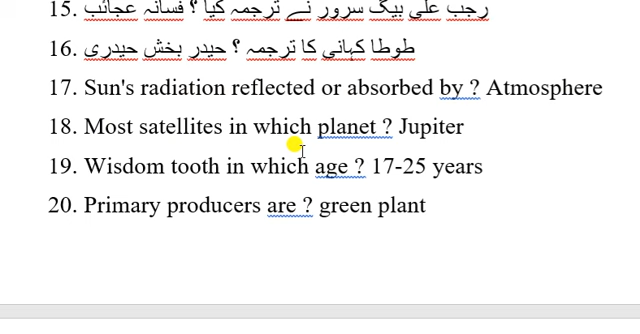 15. رجب علی بیگ سرور نے ترجمہ کیا ؟ فسانہ عجائب
16. طوطا کہانی کا ترجمہ ؟ حیدر بخش حیدری
17. Sun's radiation reflected or absorbed by ? Atmosphere
18. Most satellites in which planet ? Jupiter
19. Wisdom tooth in which age ? 17-25 years
20. Primary producers are ? green plant